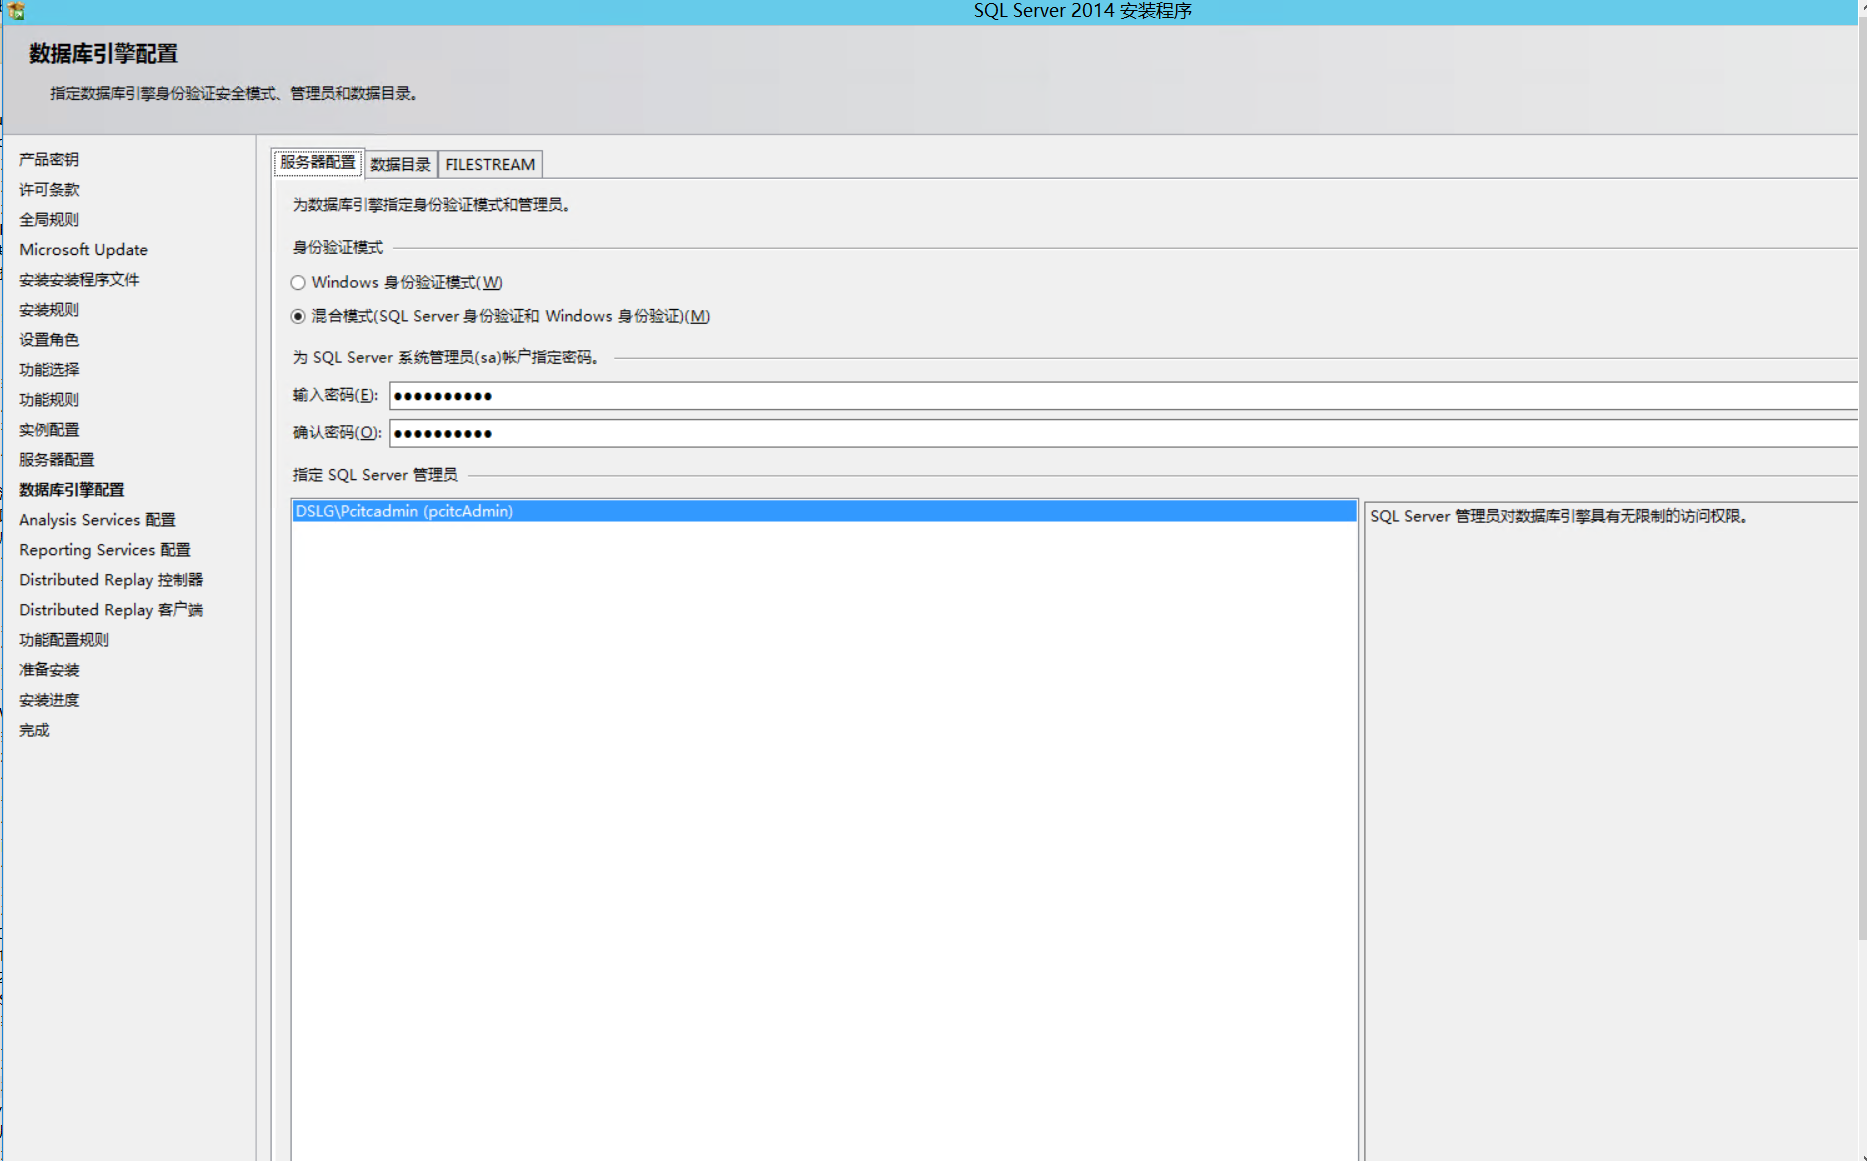 SQL Server 2014 安装程序
数据库引擎配置
指定数据库引擎身份验证安全模式、管理员和数据目录。
产品密钥
许可条款
全局规则
Microsoft Update
安装安装程序文件
安装规则
设置角色
功能选择
功能规则
实例配置
服务器配置
数据库引擎配置
Analysis Services 配置
Reporting Services 配置
Distributed Replay 控制器
Distributed Replay 客户端
功能配置规则
准备安装
安装进度
完成
服务器配置 数据目录 FILESTREAM
为数据库引擎指定身份验证模式和管理员。
身份验证模式
Windows 身份验证模式(W)
混合模式(SQL Server 身份验证和 Windows 身份验证)(M)
为 SQL Server 系统管理员(sa)帐户指定密码。
输入密码(E): ●●●●●●●●●●
确认密码(O): ●●●●●●●●●●
指定 SQL Server 管理员
DSLG\Pcitcadmin (pcitcAdmin)
SQL Server 管理员对数据库引擎具有无限制的访问权限。